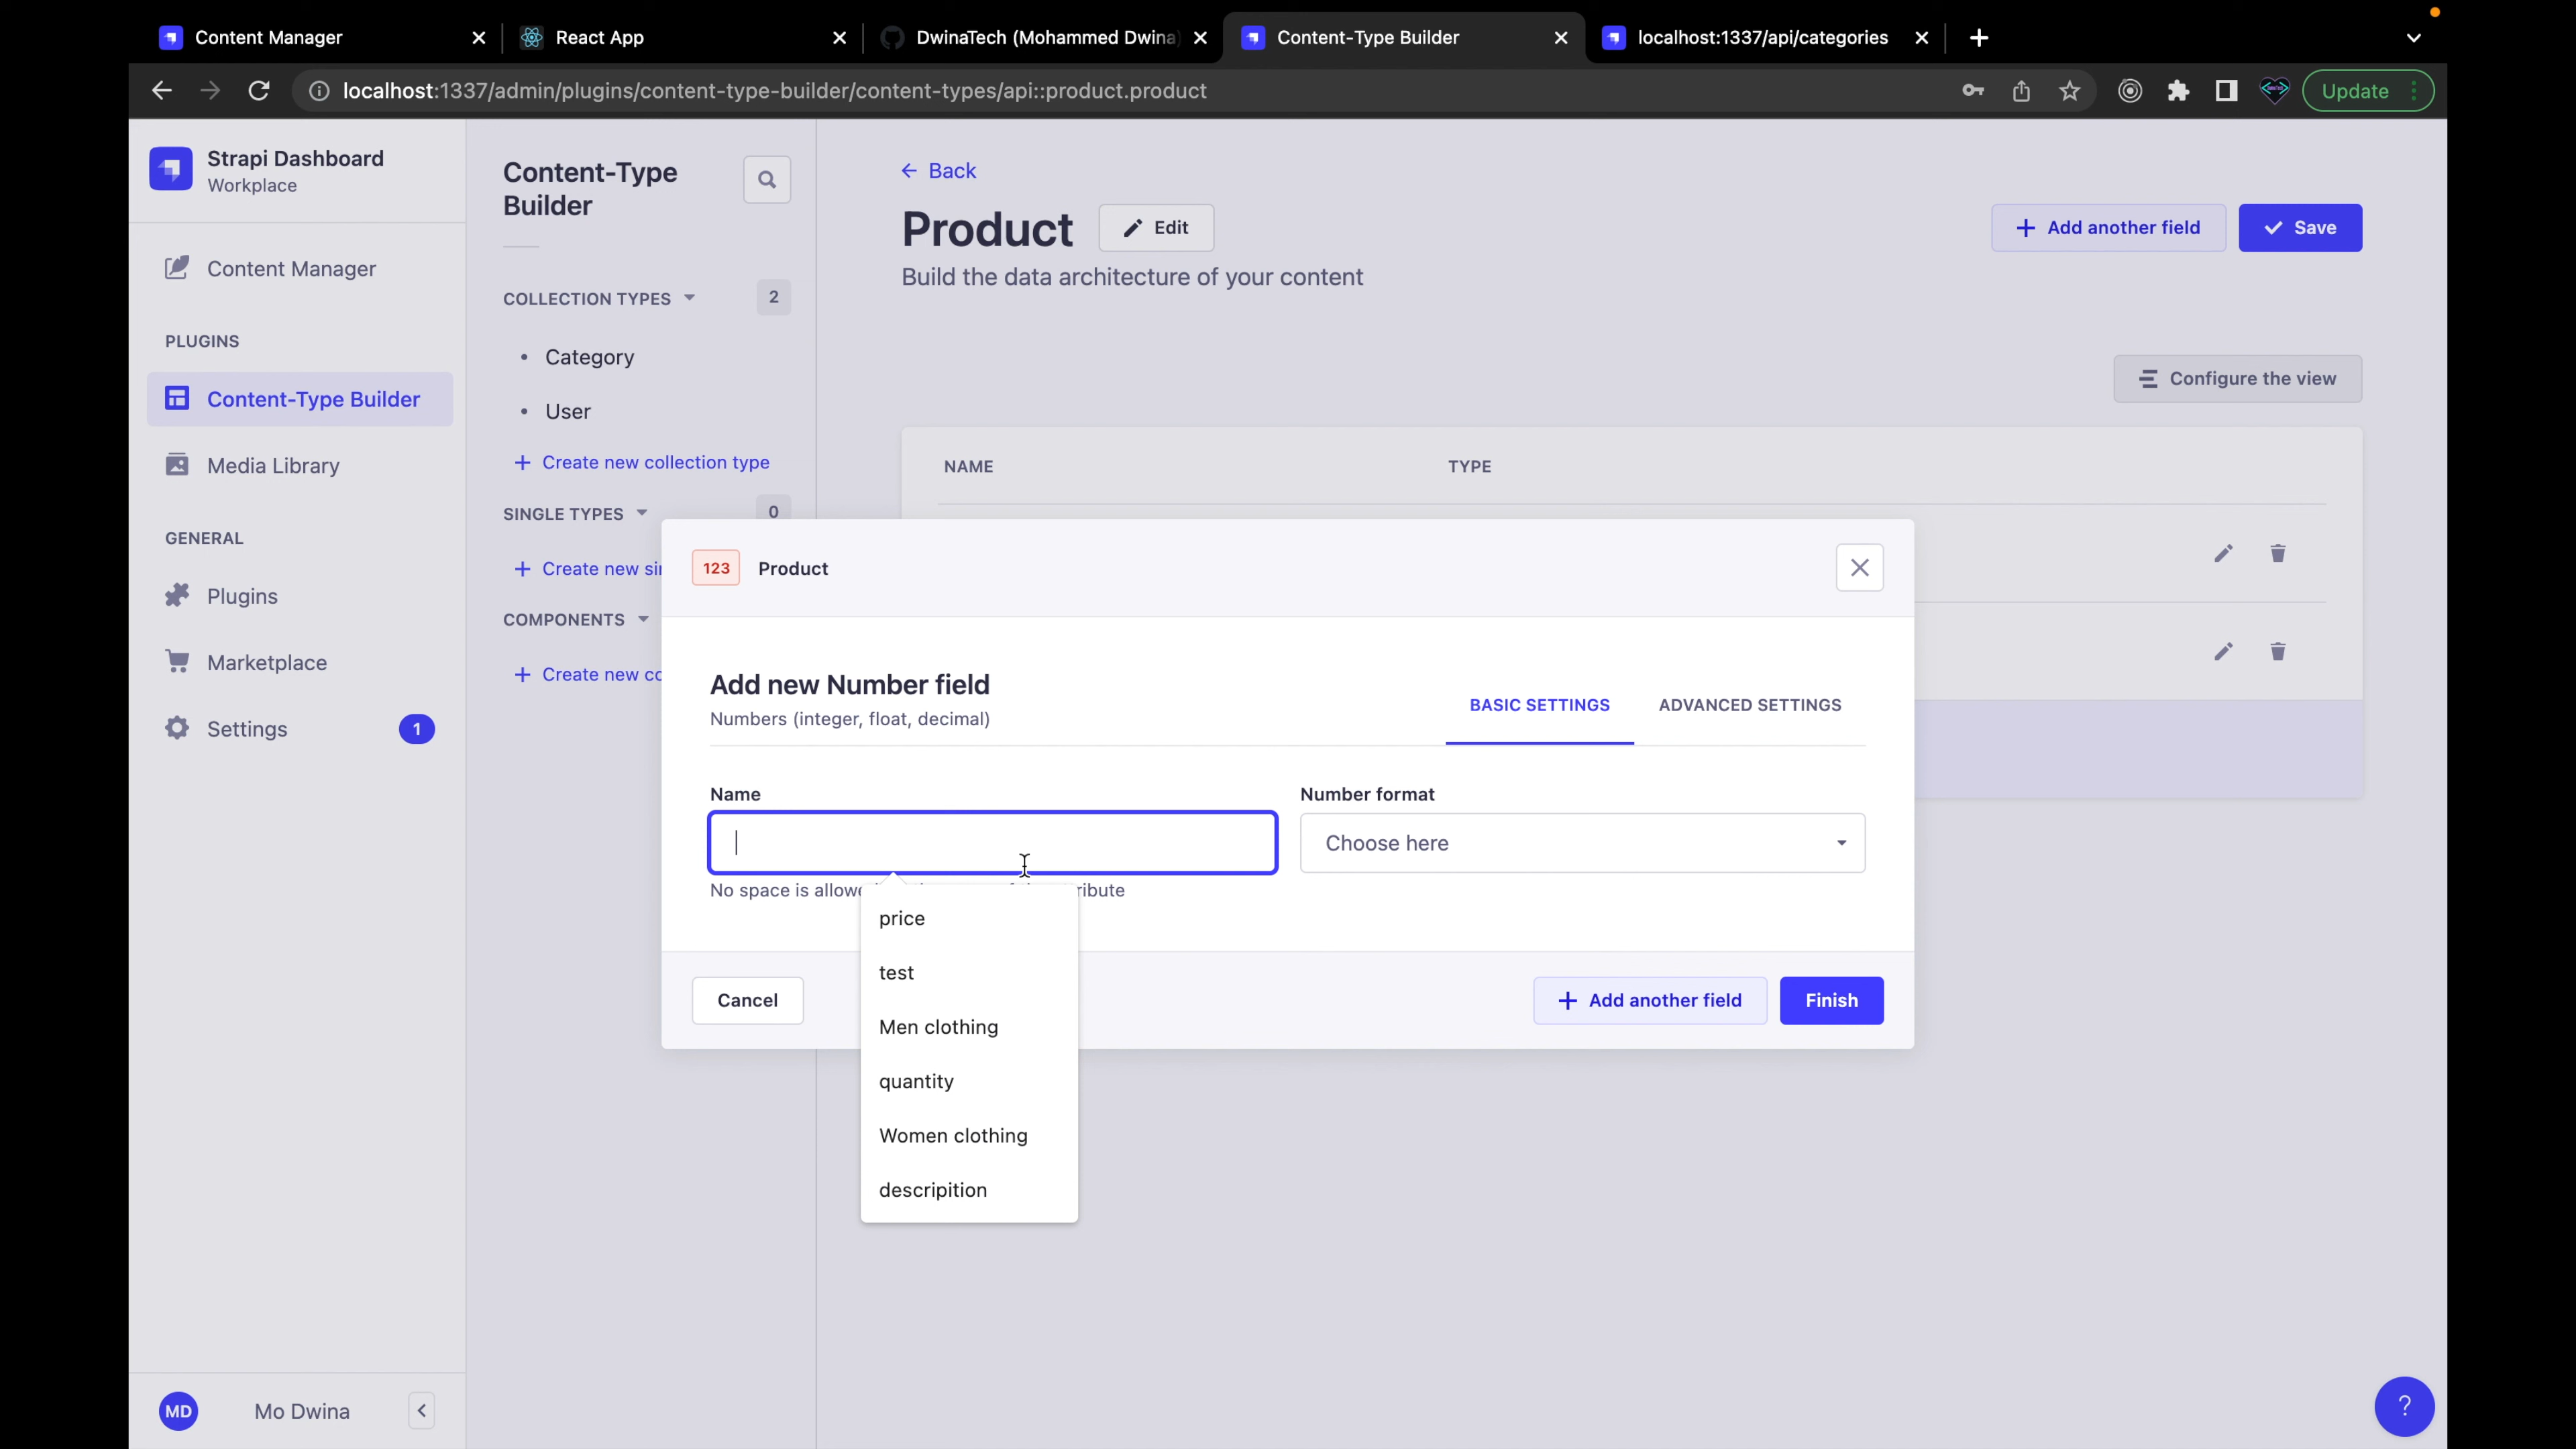 Content Manager
React App
DwinaTech (Mohammed Dwina)
Content-Type Builder
localhost:1337/api/categories
localhost:1337/admin/plugins/content-type-builder/content-types/api::product.product
Update
Strapi Dashboard
Workplace
Content Manager
PLUGINS
Content-Type Builder
Media Library
GENERAL
Plugins
Marketplace
Settings
1
MD
Mo Dwina
Content-Type
Builder
COLLECTION TYPES
2
Category
User
Create new collection type
SINGLE TYPES
0
Create new
COMPONENTS
Create new
Back
Product
Edit
Build the data architecture of your content
Add another field
Save
Configure the view
NAME
TYPE
123
Product
Add new Number field
Numbers (integer, float, decimal)
BASIC SETTINGS
ADVANCED SETTINGS
Name
Number format
Choose here
No space is
price
test
Men clothing
quantity
Women clothing
descripition
Cancel
Add another field
Finish
?